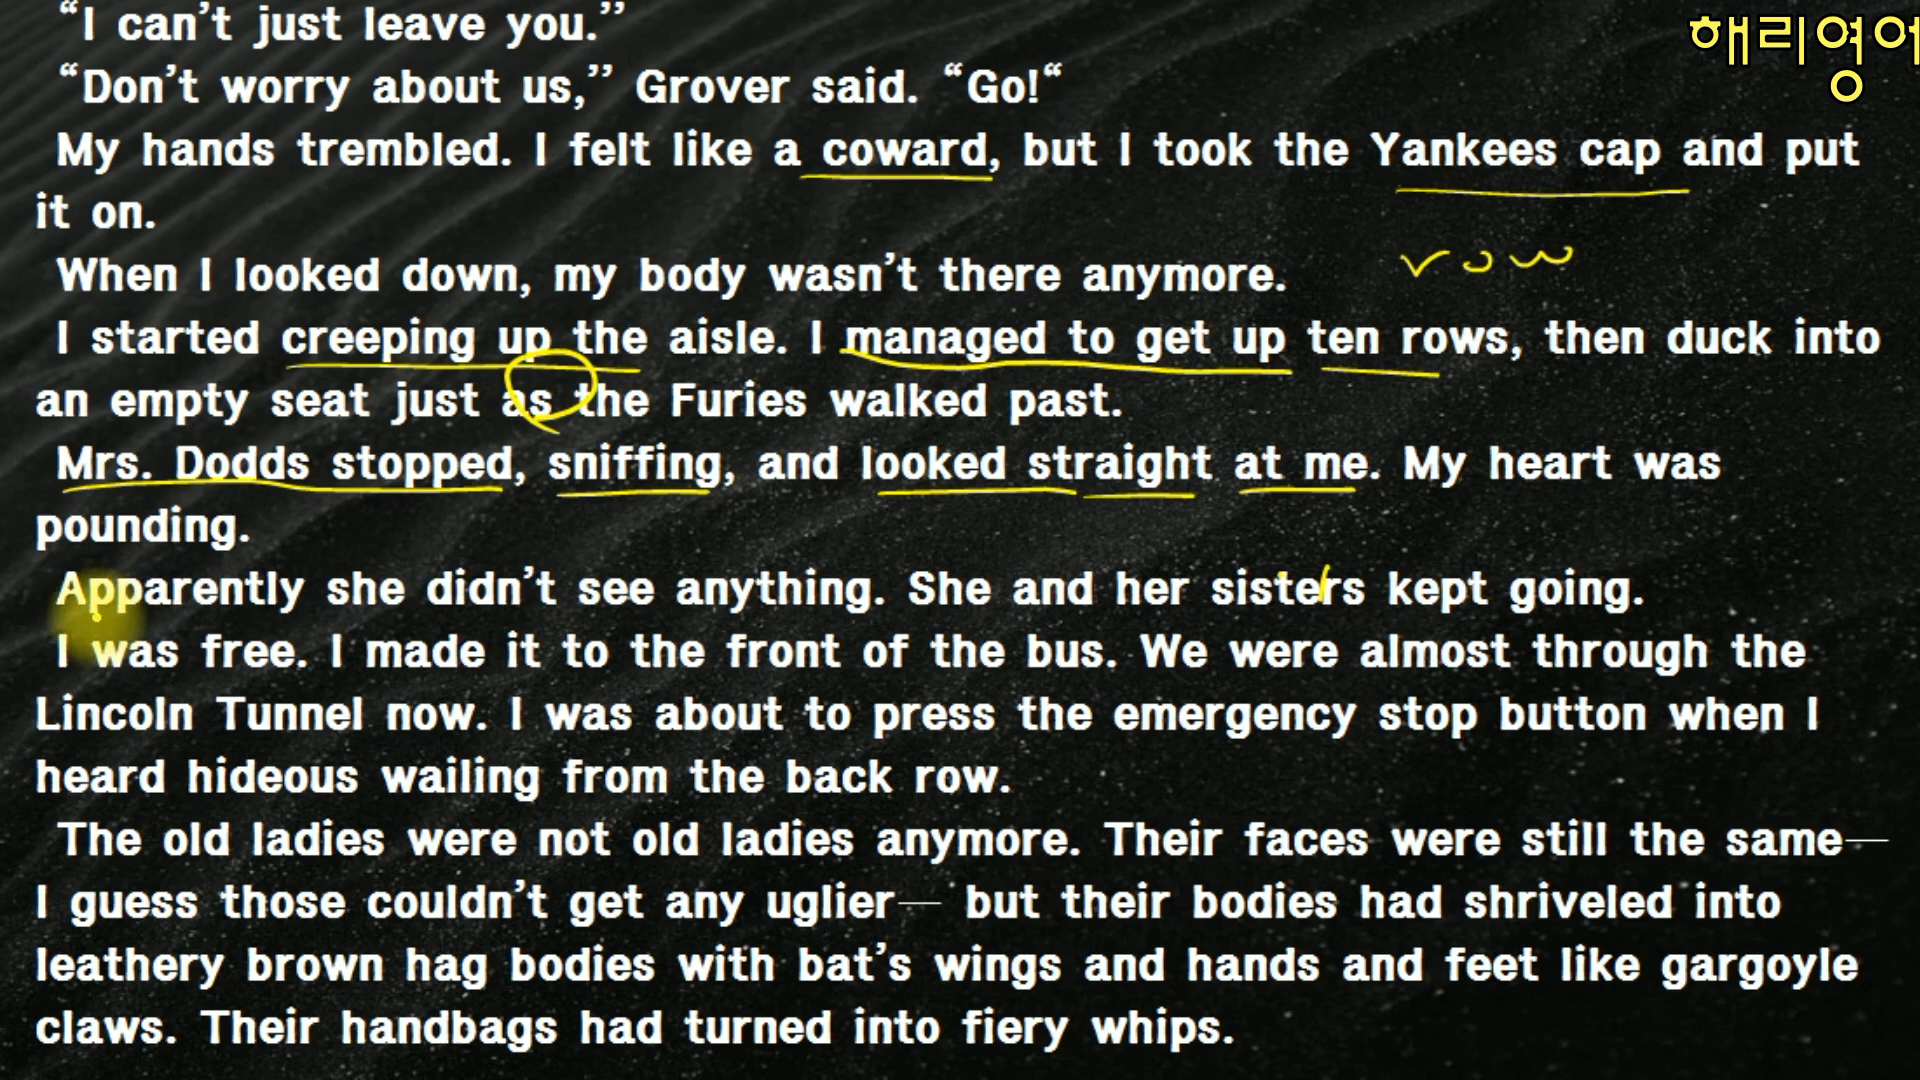 “I can’t just leave you.”
해리영어
“Don’t worry about us,” Grover said. “Go!“
My hands trembled. I felt like a coward, but I took the Yankees cap and put
it on.
row
When I looked down, my body wasn’t there anymore.
I started creeping up the aisle. I managed to get up ten rows, then duck into
an empty seat just as the Furies walked past.
Mrs. Dodds stopped, sniffing, and looked straight at me. My heart was
pounding.
Apparently she didn’t see anything. She and her sisters kept going.
I was free. I made it to the front of the bus. We were almost through the
Lincoln Tunnel now. I was about to press the emergency stop button when I
heard hideous wailing from the back row.
The old ladies were not old ladies anymore. Their faces were still the same—
I guess those couldn’t get any uglier— but their bodies had shriveled into
leathery brown hag bodies with bat’s wings and hands and feet like gargoyle
claws. Their handbags had turned into fiery whips.